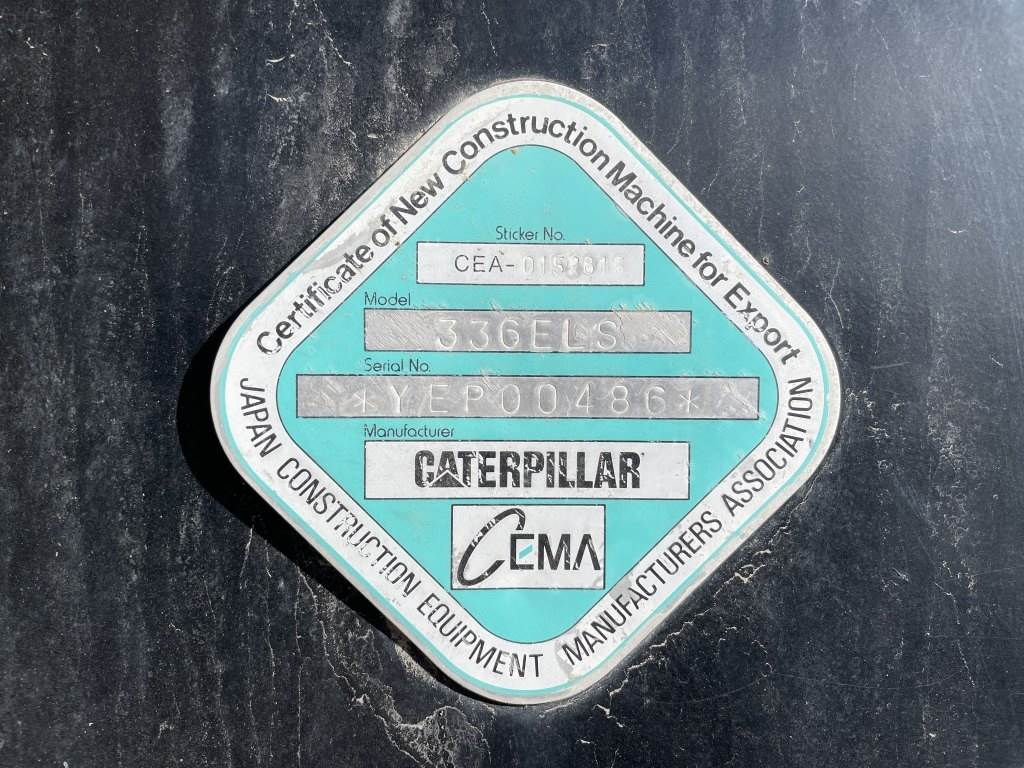 Certificate of New Construction Machine for Export
Sticker No.
CEA-
Model
336ELS
Serial No.
*YEP00486*
Manufacturer
CATERPILLAR
CEMA
JAPAN CONSTRUCTION EQUIPMENT MANUFACTURERS ASSOCIATION